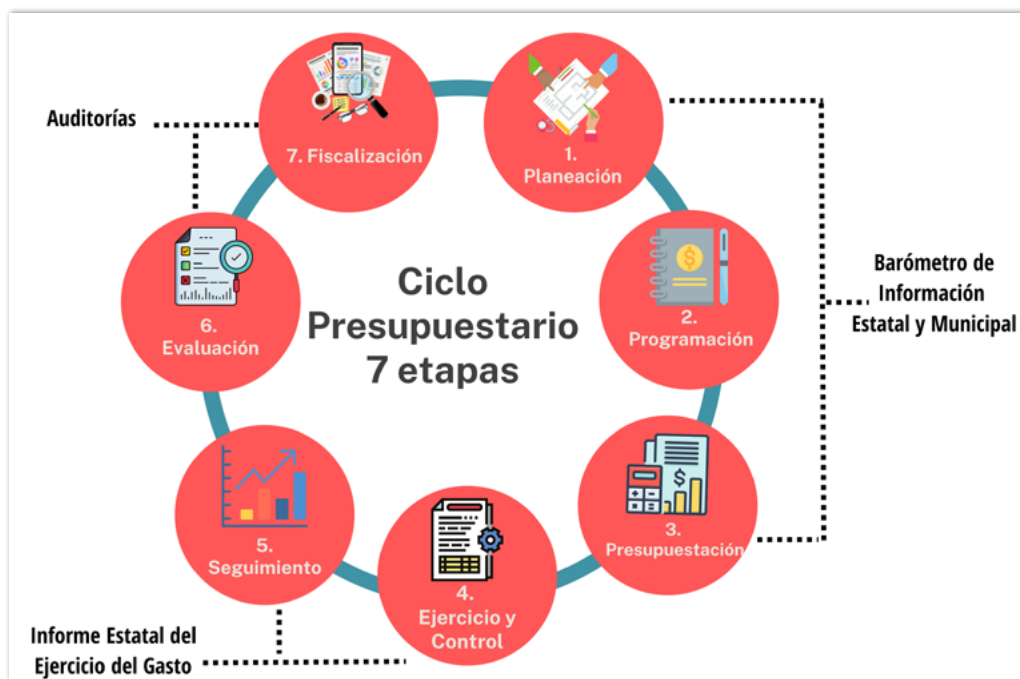 Auditorías
7. Fiscalización
1.
Planeación
Ciclo
Presupuestario
7 etapas
2.
Programación
Barómetro de
Información
Estatal y Municipal
6.
Evaluación
3.
Presupuestación
5.
Seguimiento
4.
Ejercicio y
Control
Informe Estatal del
Ejercicio del Gasto